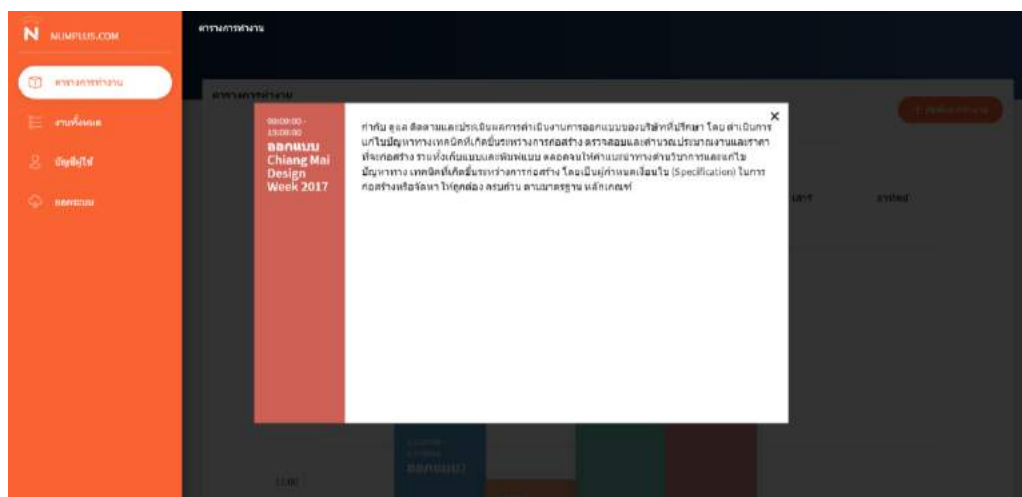 NUMPLUS.COM
ตารางการทำงาน
งานทั้งหมด
บัญชีผู้ใช้
ออกระบบ
ตารางการทำงาน
ตารางการทำงาน
15:00:00
ออกแบบ
Chiang Mai
Design
Week 2017
กำกับ ดูแล ติดตามและประเมินผลการดำเนินงานการออกแบบของบริษัทที่ปรึกษา โดย ดำเนินการ
แก้ไขปัญหาทางเทคนิคที่เกิดขึ้นระหว่างการก่อสร้าง ตรวจสอบและคำนวณประมาณงานและราคา
ที่จะก่อสร้าง รวมทั้งเก็บแบบและพิมพ์แบบ ตลอดจนให้คำแนะนำทางด้านวิชาการและแก้ไข
ปัญหาทาง เทคนิคที่เกิดขึ้นระหว่างการก่อสร้าง โดยเป็นผู้กำหนดเงื่อนไข (Specification) ในการ
ก่อสร้างหรือจัดหา ให้ถูกต้อง ครบถ้วน ตามมาตรฐาน หลักเกณฑ์
เสาร์
อาทิตย์
ออกแบบ2
11:00